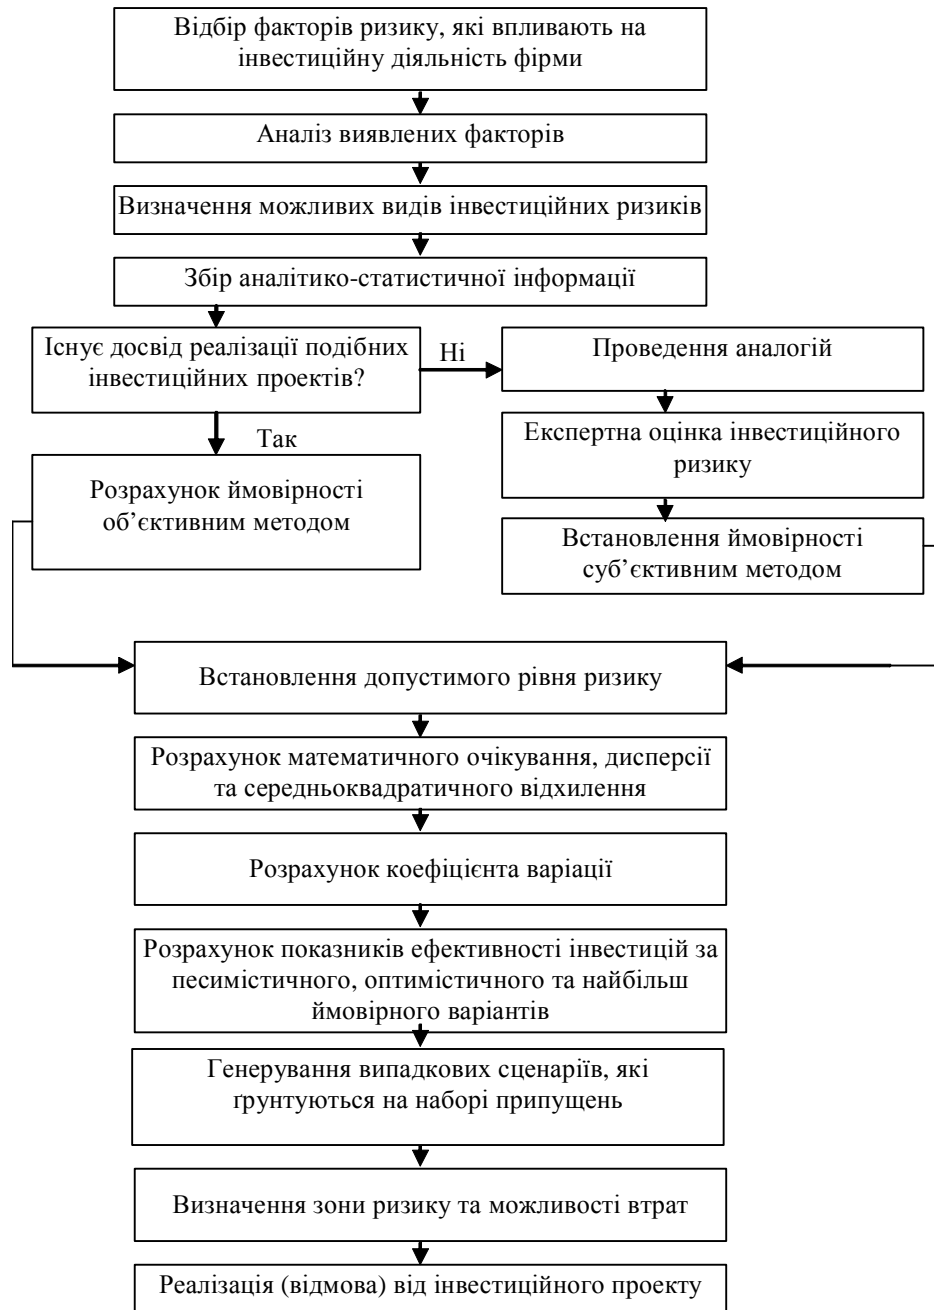 Відбір факторів ризику, які впливають на
інвестиційну діяльність фірми
Аналіз виявлених факторів
Визначення можливих видів інвестиційних ризиків
Збір аналітико-статистичної інформації
Існує досвід реалізації подібних
інвестиційних проектів?
Ні
Проведення аналогій
Так
Експертна оцінка інвестиційного
ризику
Розрахунок ймовірності
об’єктивним методом
Встановлення ймовірності
суб’єктивним методом
Встановлення допустимого рівня ризику
Розрахунок математичного очікування, дисперсії
та середньоквадратичного відхилення
Розрахунок коефіцієнта варіації
Розрахунок показників ефективності інвестицій за
песимістичного, оптимістичного та найбільш
ймовірного варіантів
Генерування випадкових сценаріїв, які
ґрунтуються на наборі припущень
Визначення зони ризику та можливості втрат
Реалізація (відмова) від інвестиційного проекту